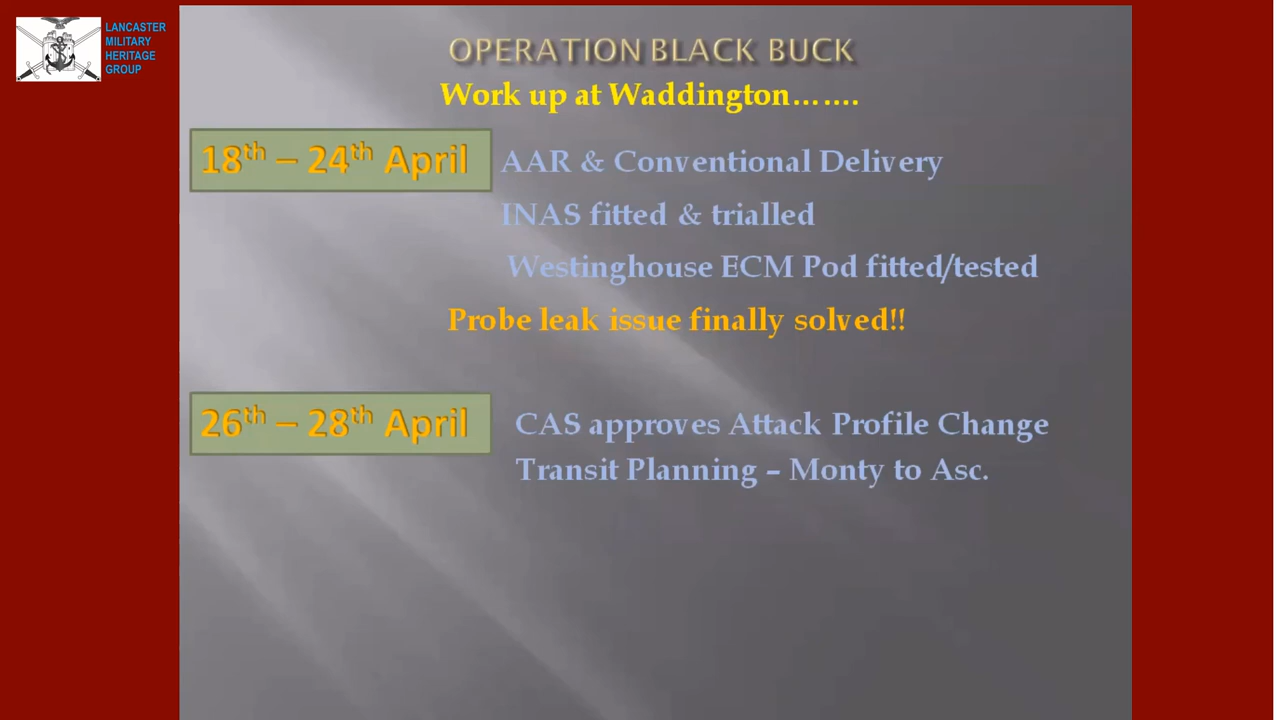 LANCASTER
MILITARY
HERITAGE
GROUP
OPERATION BLACK BUCK
Work up at Waddington…….
18th – 24th April
AAR & Conventional Delivery
INAS fitted & trialled
Westinghouse ECM Pod fitted/tested
Probe leak issue finally solved!!
26th – 28th April
CAS approves Attack Profile Change
Transit Planning – Monty to Asc.